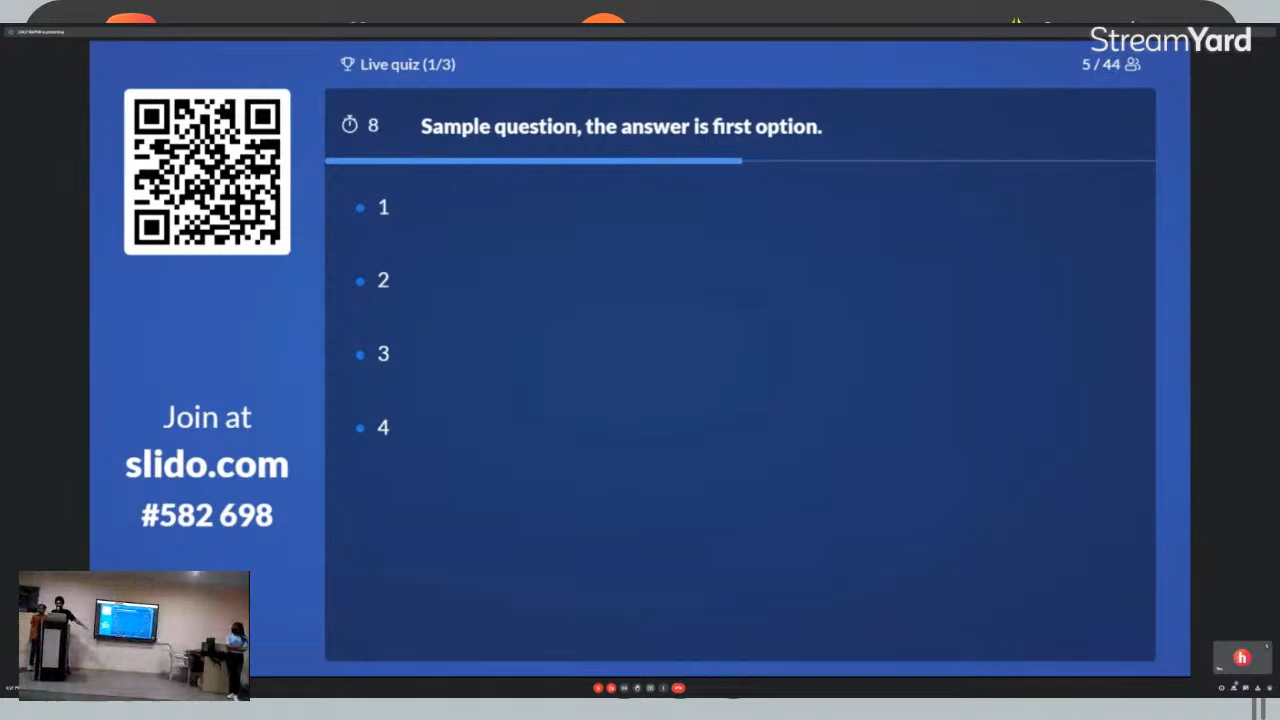 StreamYard
Live quiz (1/3)
5 / 44
8
Sample question, the answer is first option.
1
2
3
4
Join at
slido.com
#582 698
h